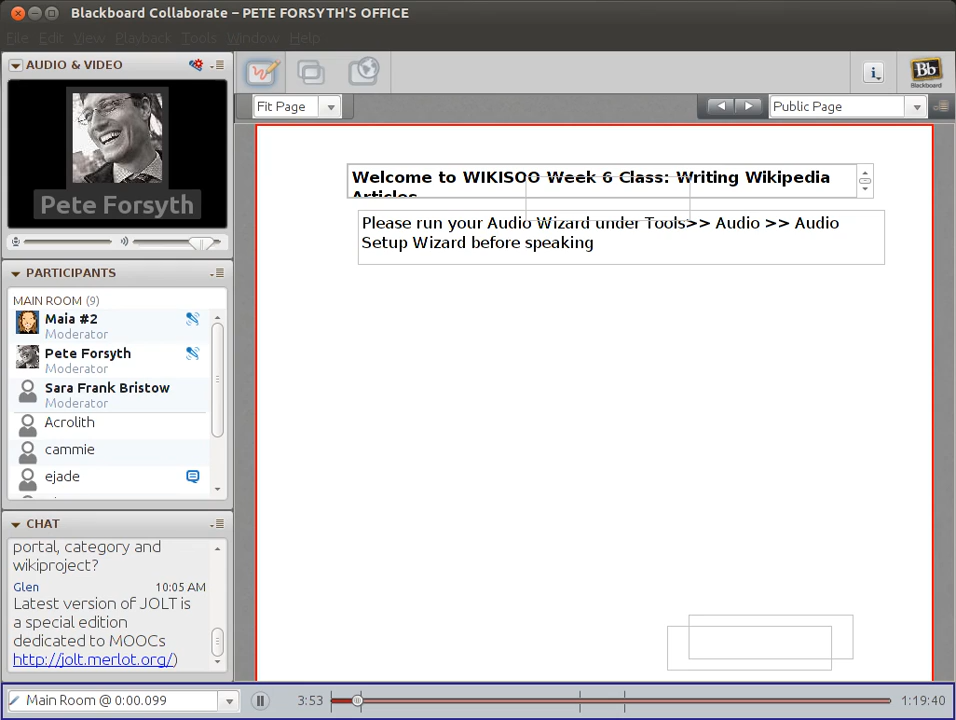 Blackboard Collaborate – PETE FORSYTH'S OFFICE
File Edit View Playback Tools Window Help
AUDIO & VIDEO
Pete Forsyth
PARTICIPANTS
MAIN ROOM (9)
Maia #2
Moderator
Pete Forsyth
Moderator
Sara Frank Bristow
Moderator
Acrolith
cammie
ejade
CHAT
portal, category and
wikiproject?
Glen 10:05 AM
Latest version of JOLT is
a special edition
dedicated to MOOCs
http://jolt.merlot.org/)
Bb
Blackboard
Fit Page
Public Page
Welcome to WIKISOO Week 6 Class: Writing Wikipedia
Articles
Please run your Audio Wizard under Tools>> Audio >> Audio
Setup Wizard before speaking
Main Room @ 0:00.099
3:53
1:19:40